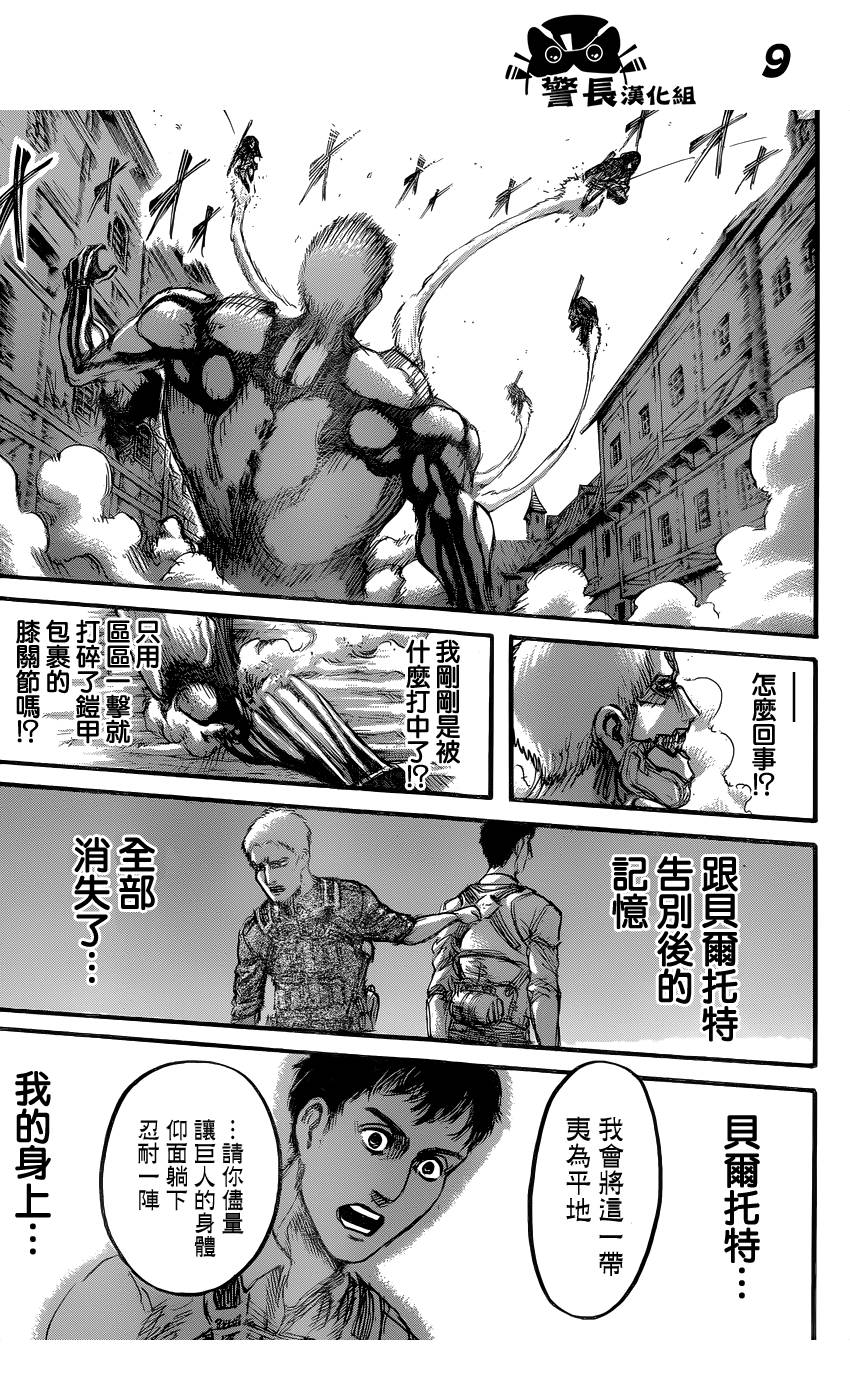 警長漢化組
9
——
怎麼回事!?
我剛剛是被
什麼打中了!?
只用
區區一擊就
打碎了鎧甲
包裹的
膝關節嗎!?
跟貝爾托特
告別後的
記憶
全部
消失了…
貝爾托特…
我會將這一帶
夷為平地
…請你儘量
讓巨人的身體
仰面躺下
忍耐一陣
我的身上…